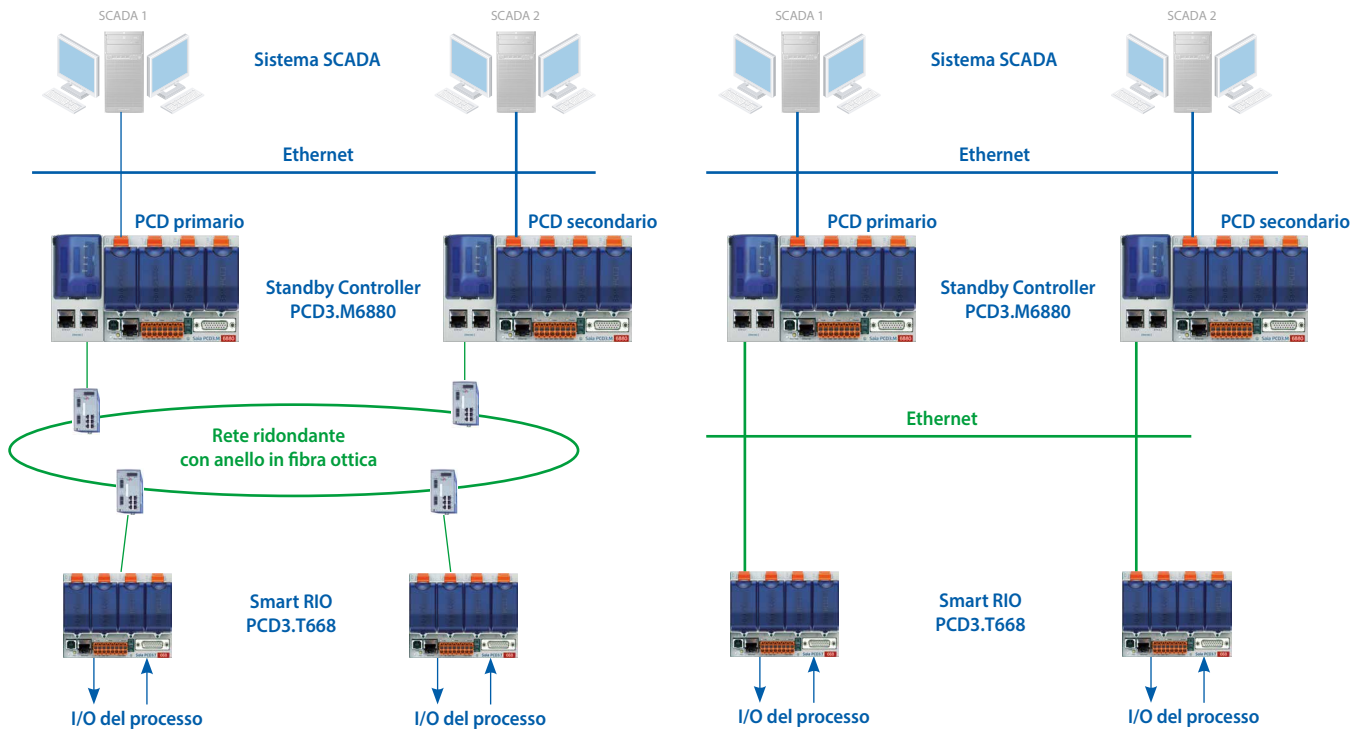 SCADA 1
SCADA 2
Sistema SCADA
Ethernet
PCD primario
PCD secondario
Standby Controller
PCD3.M6880
Rete ridondante
con anello in fibra ottica
Smart RIO
PCD3.T668
I/O del processo
I/O del processo
SCADA 1
SCADA 2
Sistema SCADA
Ethernet
PCD primario
PCD secondario
Standby Controller
PCD3.M6880
Ethernet
Smart RIO
PCD3.T668
I/O del processo
I/O del processo